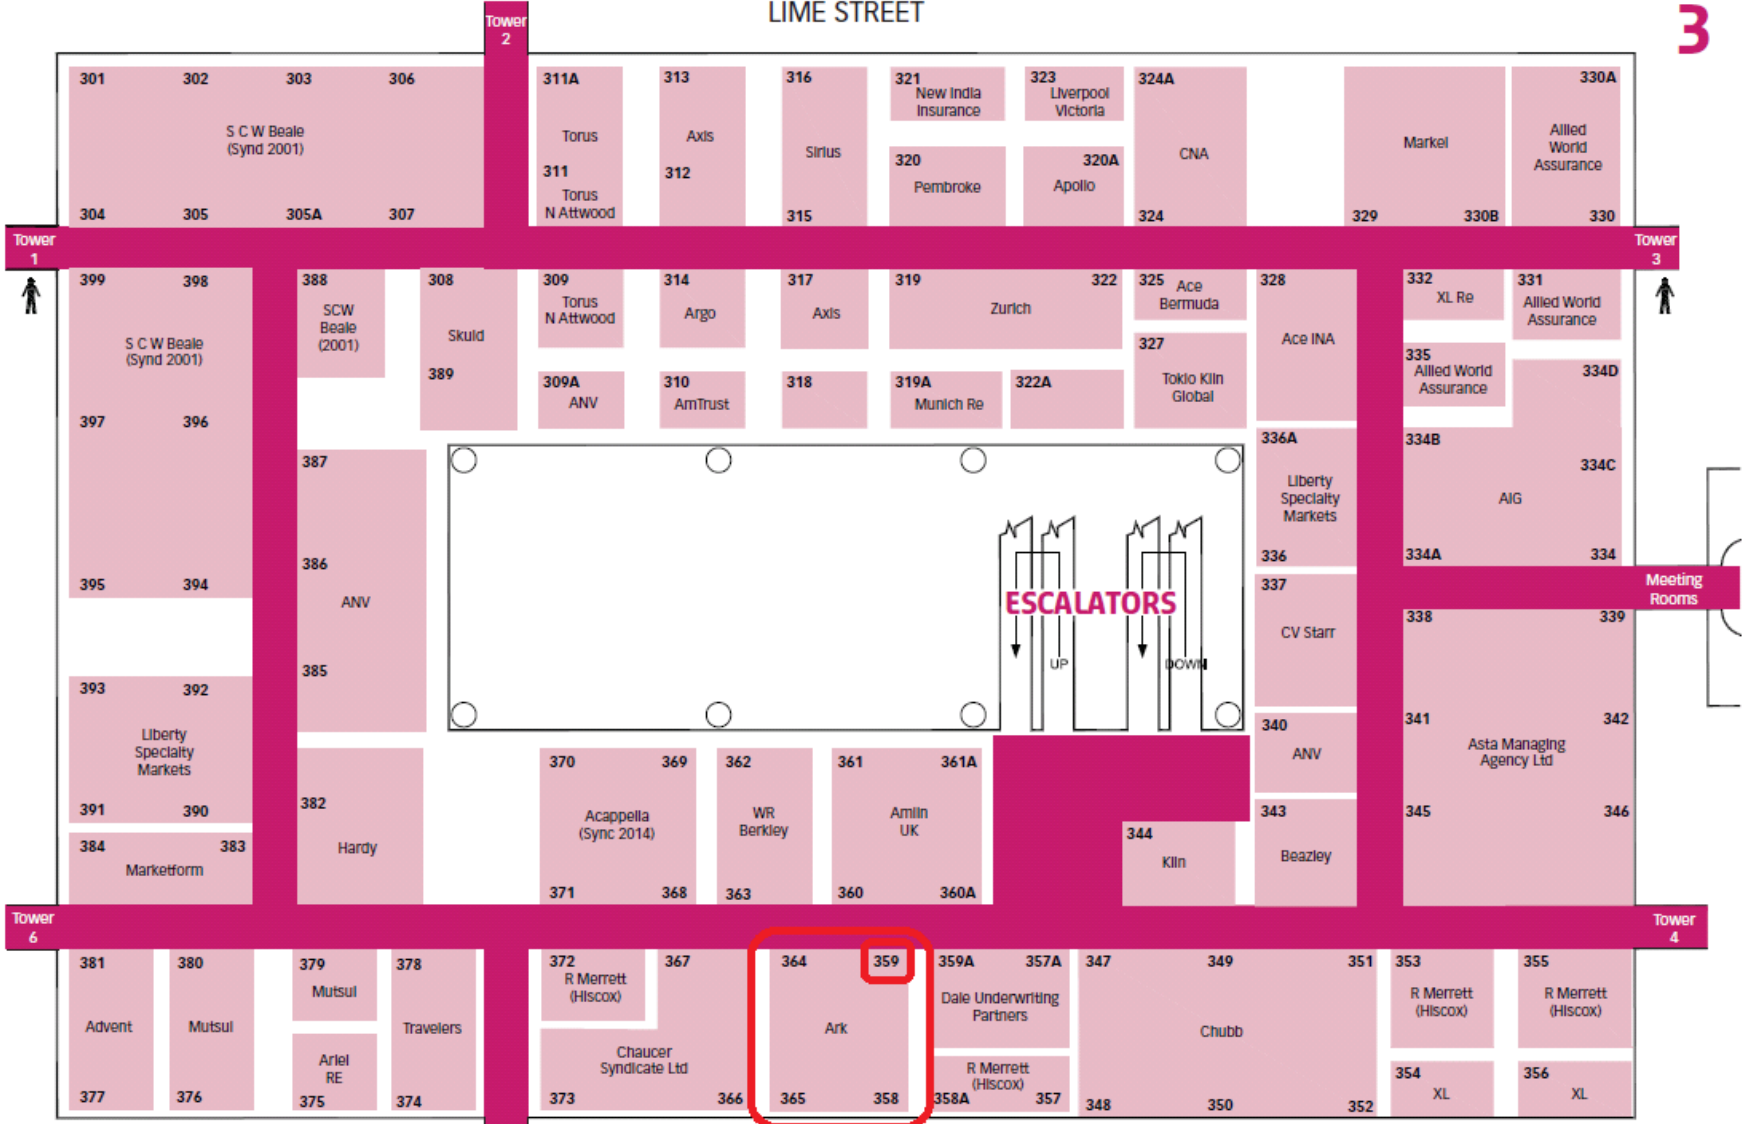 LIME STREET
3
Tower
2
301 302 303 306
S C W Beale
(Synd 2001)
304 305 305A 307
311A
Torus
311
Torus
N Attwood
313
Axis
312
316
Sirius
315
321
New India
Insurance
323
Liverpool
Victoria
320
Pembroke
320A
Apollo
324A
CNA
324
Markel
329 330B
330A
Allied
World
Assurance
330
Tower
1
Tower
3
399 398
S C W Beale
(Synd 2001)
397 396
395 394
388
SCW
Beale
(2001)
308
Skuld
389
309
Torus
N Attwood
314
Argo
317
Axis
319 322
Zurich
325
Ace
Bermuda
328
Ace INA
332
XL Re
331
Allied World
Assurance
309A
ANV
310
AmTrust
318
319A
Munich Re
322A
327
Tokio Kiln
Global
335
Allied World
Assurance
334D
334B
334C
AIG
334A 334
387
386
ANV
385
336A
Liberty
Specialty
Markets
336
ESCALATORS
UP
DOWN
337
CV Starr
Meeting
Rooms
338 339
341 342
Asta Managing
Agency Ltd
345 346
393 392
Liberty
Specialty
Markets
391 390
384 383
Marketform
382
Hardy
370 369
Acappella
(Sync 2014)
371 368
362
WR
Berkley
363
361 361A
Amlin
UK
360 360A
340
ANV
344
Kiln
343
Beazley
Tower
6
Tower
4
381
Advent
377
380
Mutsui
376
379
Mutsui
Ariel
RE
375
378
Travelers
374
372
R Merrett
(Hiscox)
367
Chaucer
Syndicate Ltd
373 366
364 359
Ark
365 358
359A 357A
Dale Underwriting
Partners
R Merrett
(Hiscox)
358A 357
347 349 351
Chubb
348 350 352
353
R Merrett
(Hiscox)
354
XL
355
R Merrett
(Hiscox)
356
XL